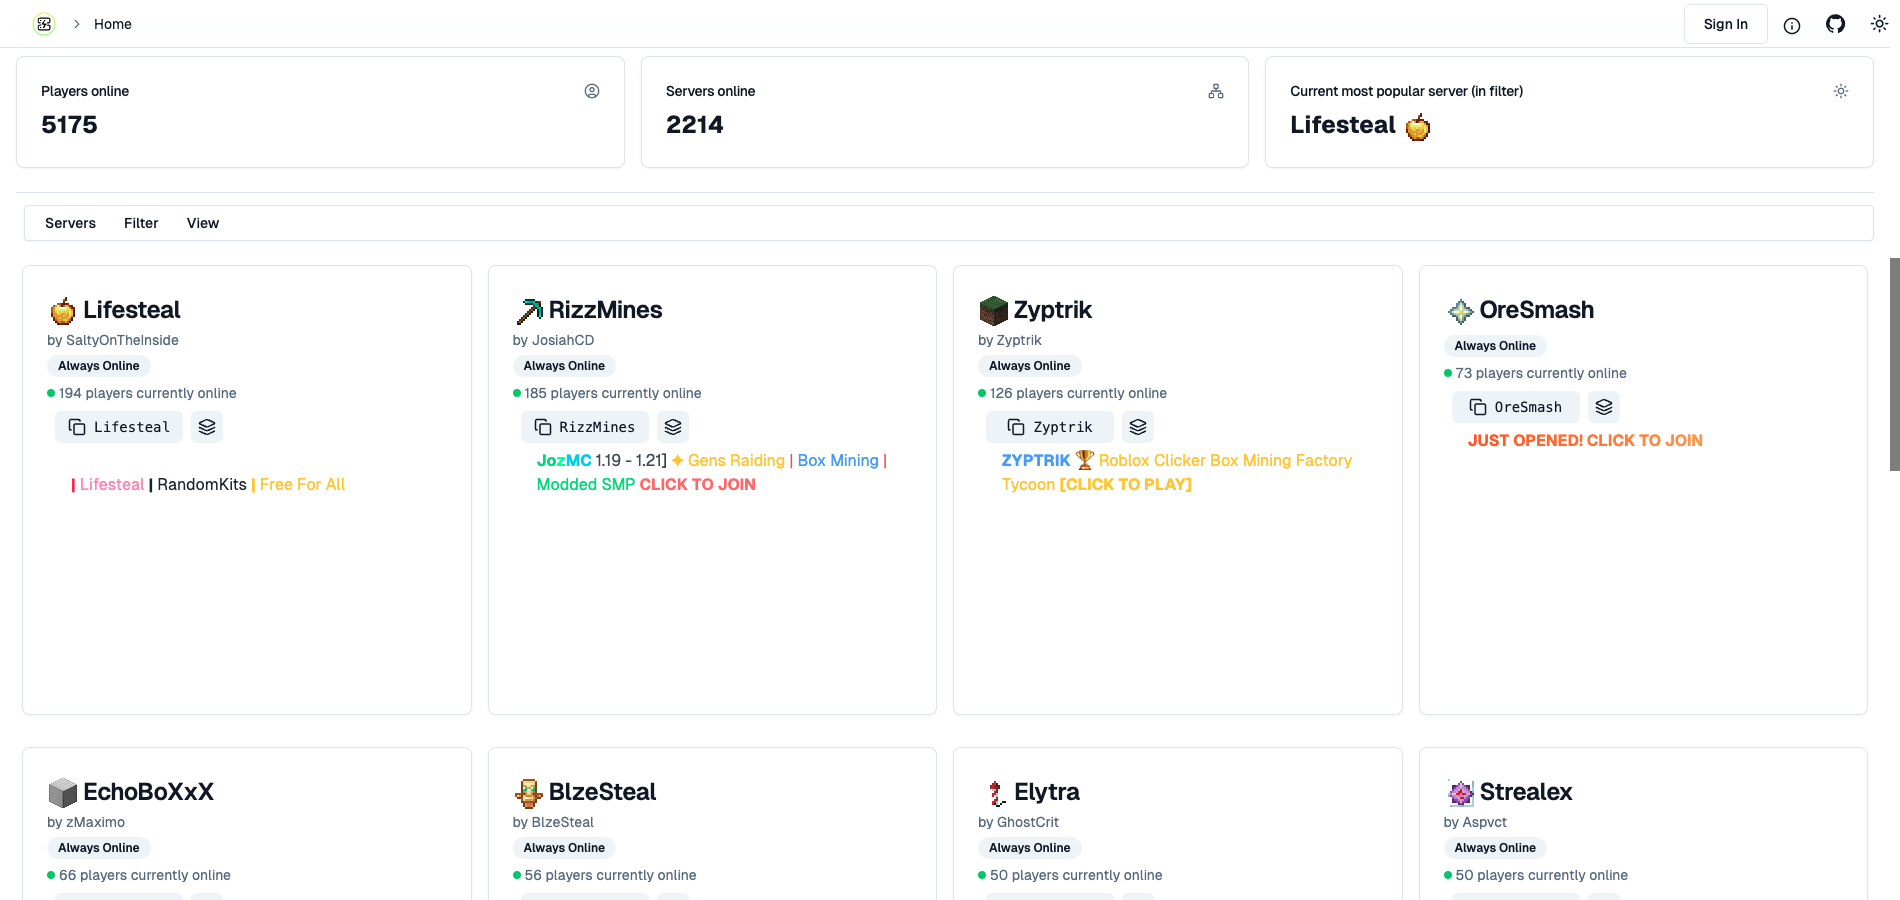 Home
Sign In
Players online
5175
Servers online
2214
Current most popular server (in filter)
Lifesteal
Servers Filter View
Lifesteal
by SaltyOnTheInside
Always Online
194 players currently online
Lifesteal
| Lifesteal | RandomKits | Free For All
RizzMines
by JosiahCD
Always Online
185 players currently online
RizzMines
JozMC 1.19 - 1.21] ✦ Gens Raiding | Box Mining |
Modded SMP CLICK TO JOIN
Zyptrik
by Zyptrik
Always Online
126 players currently online
Zyptrik
ZYPTRIK 🏆 Roblox Clicker Box Mining Factory
Tycoon [CLICK TO PLAY]
OreSmash
Always Online
73 players currently online
OreSmash
JUST OPENED! CLICK TO JOIN
EchoBoXxX
by zMaximo
Always Online
66 players currently online
BlzeSteal
by BlzeSteal
Always Online
56 players currently online
Elytra
by GhostCrit
Always Online
50 players currently online
Strealex
by Aspvct
Always Online
50 players currently online